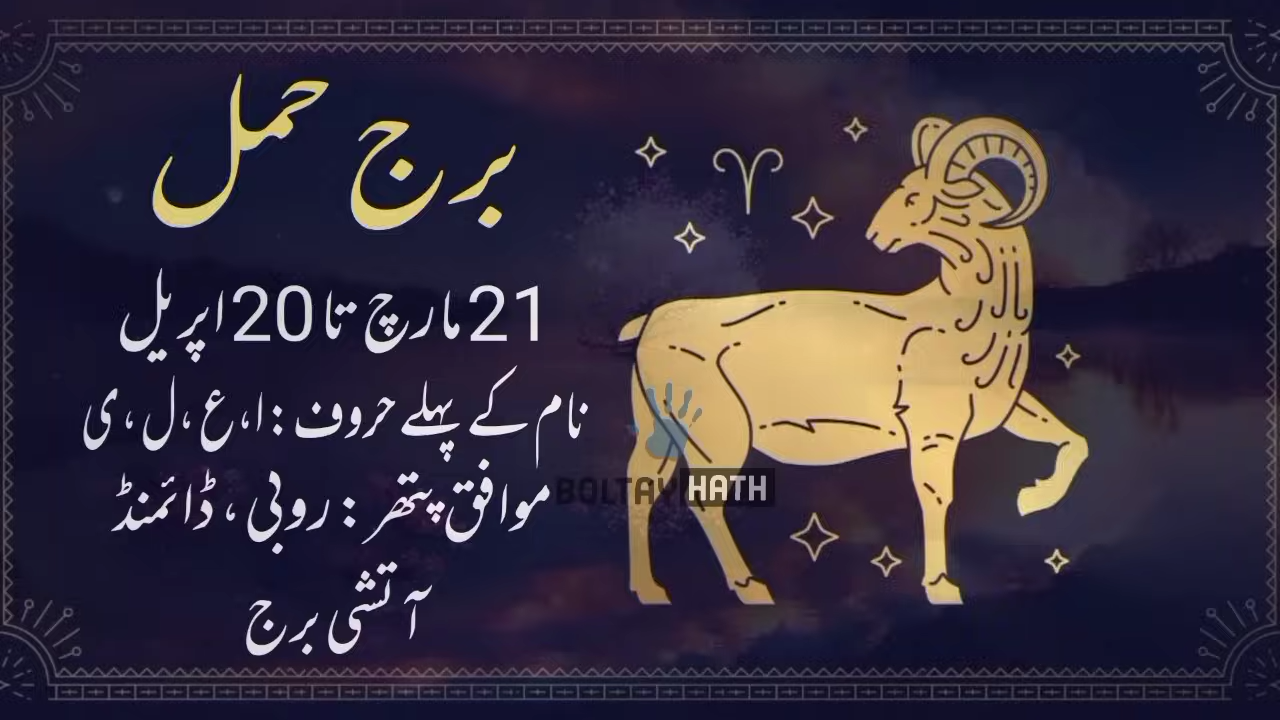 برج حمل
21 مارچ تا 20 اپریل
نام کے پہلے حروف : ا، ع ،ل ،ی
موافق پتھر : روبی ، ڈائمنڈ
آتشی برج
BOLTAY HATH